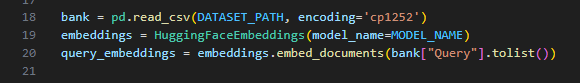 18 bank = pd.read_csv(DATASET_PATH, encoding='cp1252')
19 embeddings = HuggingFaceEmbeddings(model_name=MODEL_NAME)
20 query_embeddings = embeddings.embed_documents(bank["Query"].tolist())
21